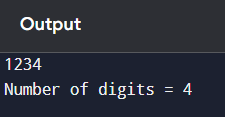 Output
1234
Number of digits = 4